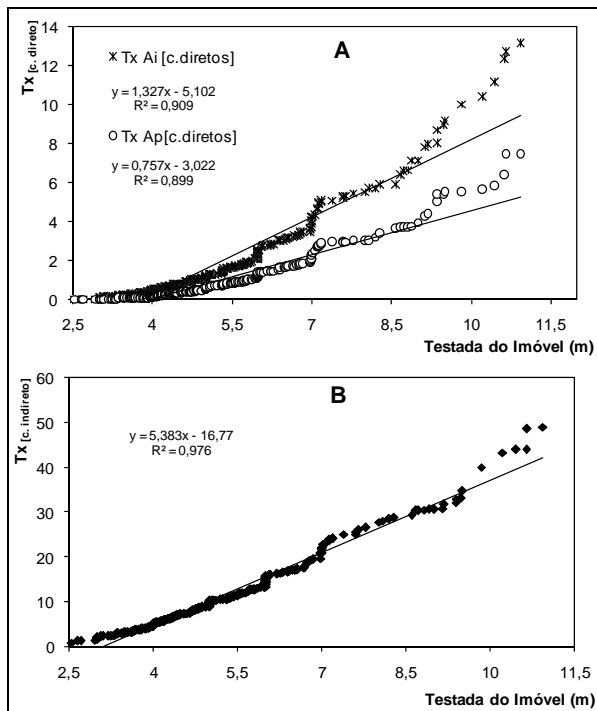 A
Tx [c. direto]
14
12
10
8
6
4
2
0
Tx Ai [c.diretos]
y = 1,327x - 5,102
R² = 0,909
Tx Ap[c.diretos]
y = 0,757x - 3,022
R² = 0,899
2,5 4 5,5 7 8,5 10 11,5
Testada do Imóvel (m)
B
Tx [c. indireto]
60
50
40
30
20
10
0
y = 5,383x - 16,77
R² = 0,976
2,5 4 5,5 7 8,5 10 11,5
Testada do Imóvel (m)